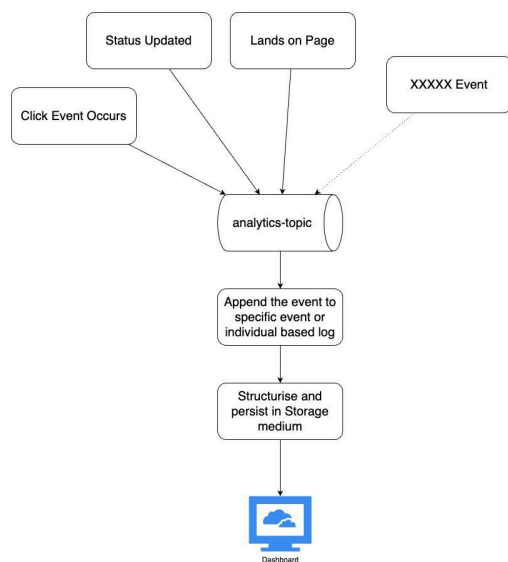 Status Updated
Lands on Page
XXXXX Event
Click Event Occurs
analytics-topic
Append the event to
specific event or
individual based log
Structurise and
persist in Storage
medium
Dashboard